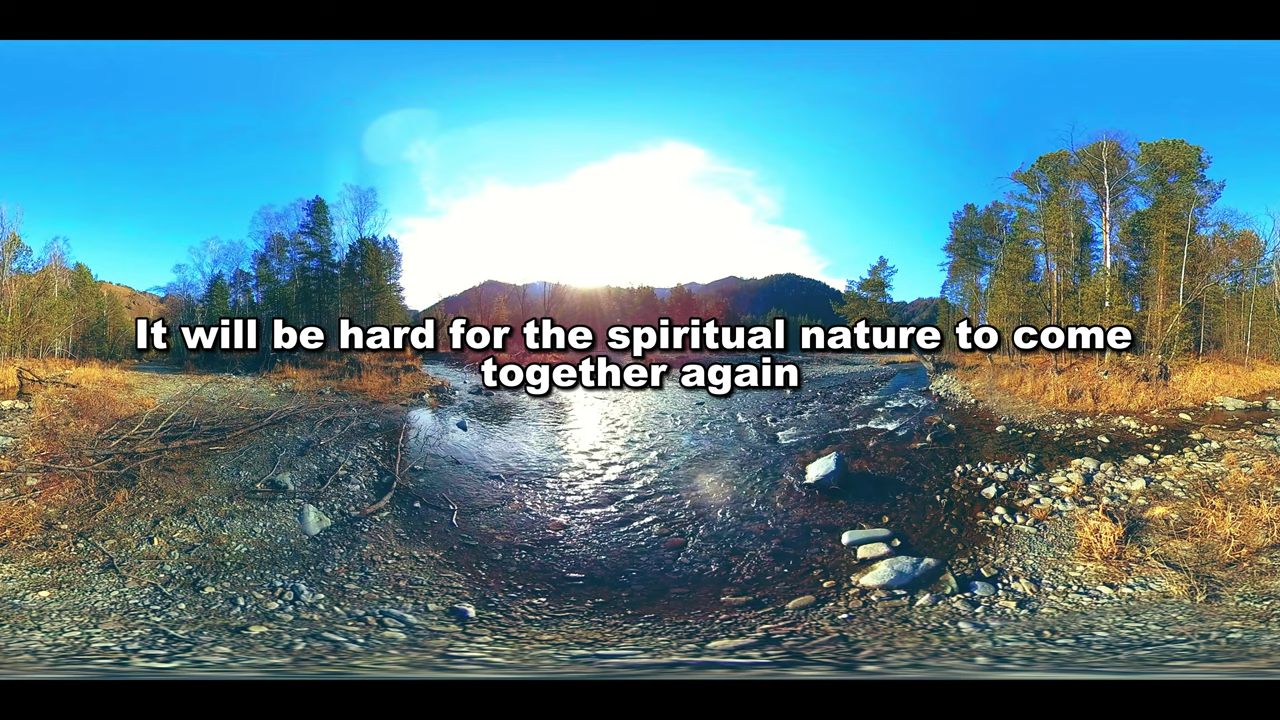 It will be hard for the spiritual nature to come
together again